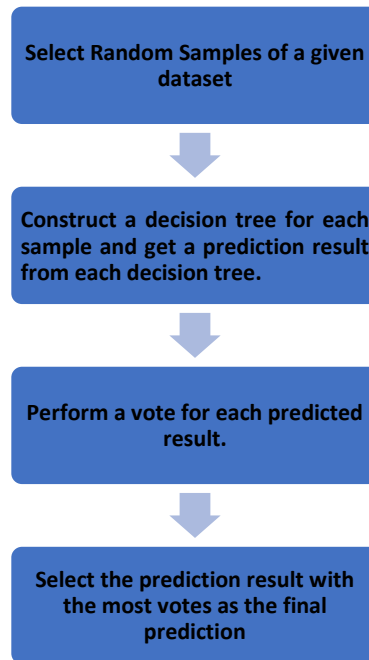 Select Random Samples of a given
dataset
Construct a decision tree for each
sample and get a prediction result
from each decision tree.
Perform a vote for each predicted
result.
Select the prediction result with
the most votes as the final
prediction